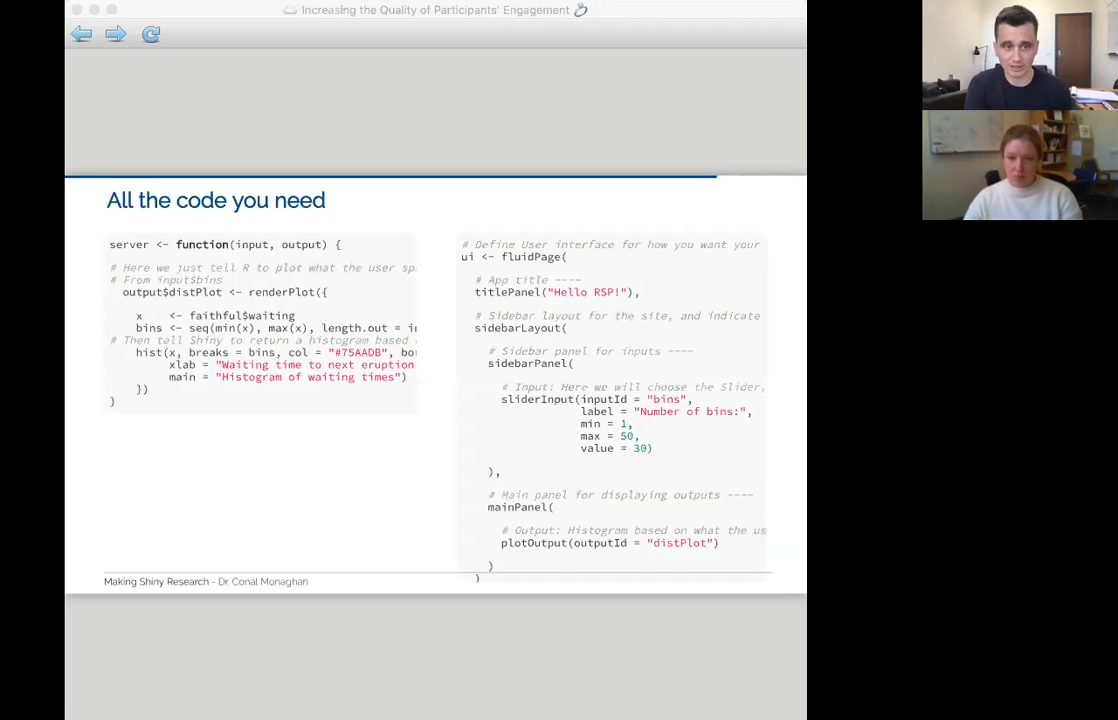 Increasing the Quality of Participants' Engagement
All the code you need
server <- function(input, output) {
# Here we just tell R to plot what the user sp
# From input$bins
output$distPlot <- renderPlot({
x <- faithful$waiting
bins <- seq(min(x), max(x), length.out = in
# Then tell Shiny to return a histogram based
hist(x, breaks = bins, col = "#75AADB", bor
xlab = "Waiting time to next eruption
main = "Histogram of waiting times")
})
}
# Define User interface for how you want your
ui <- fluidPage(
# App title ----
titlePanel("Hello RSP!"),
# Sidebar layout for the site, and indicate
sidebarLayout(
# Sidebar panel for inputs ----
sidebarPanel(
# Input: Here we will choose the Slider,
sliderInput(inputId = "bins",
label = "Number of bins:",
min = 1,
max = 50,
value = 30)
),
# Main panel for displaying outputs ----
mainPanel(
# Output: Histogram based on what the us
plotOutput(outputId = "distPlot")
)
)
Making Shiny Research - Dr. Conal Monaghan